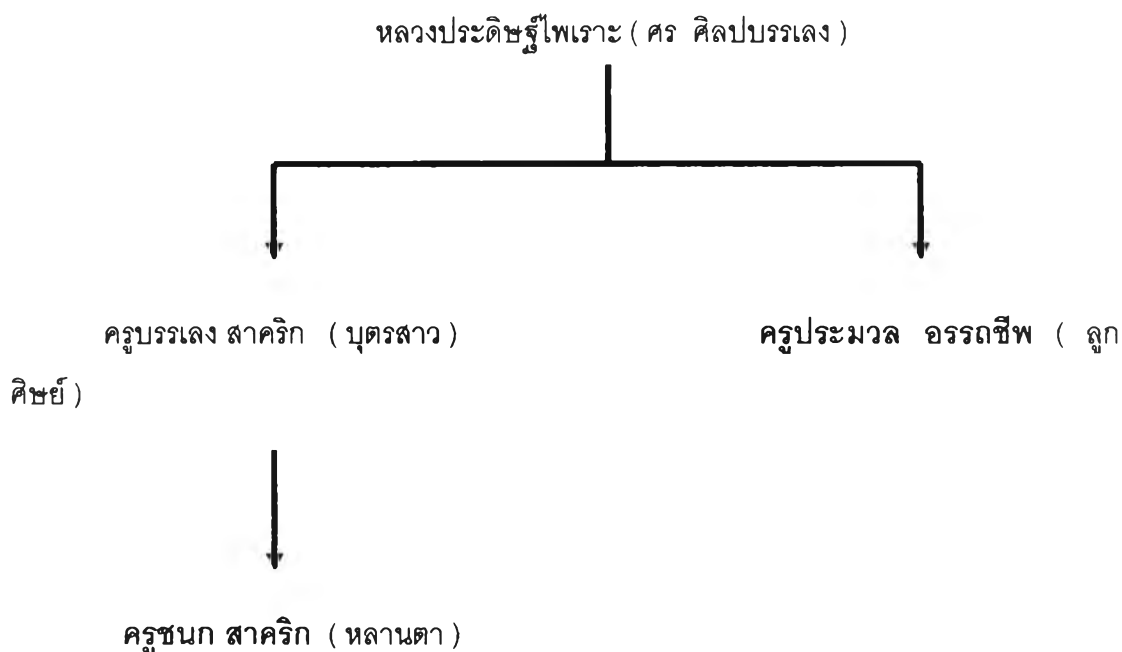 หลวงประดิษฐ์ไพเราะ ( ศร ศิลปบรรเลง )
ครูบรรเลง สาคริก ( บุตรสาว ) ครูประมวล อรรถชีพ ( ลูก
ศิษย์ )
ครูชนก สาคริก ( หลานตา )